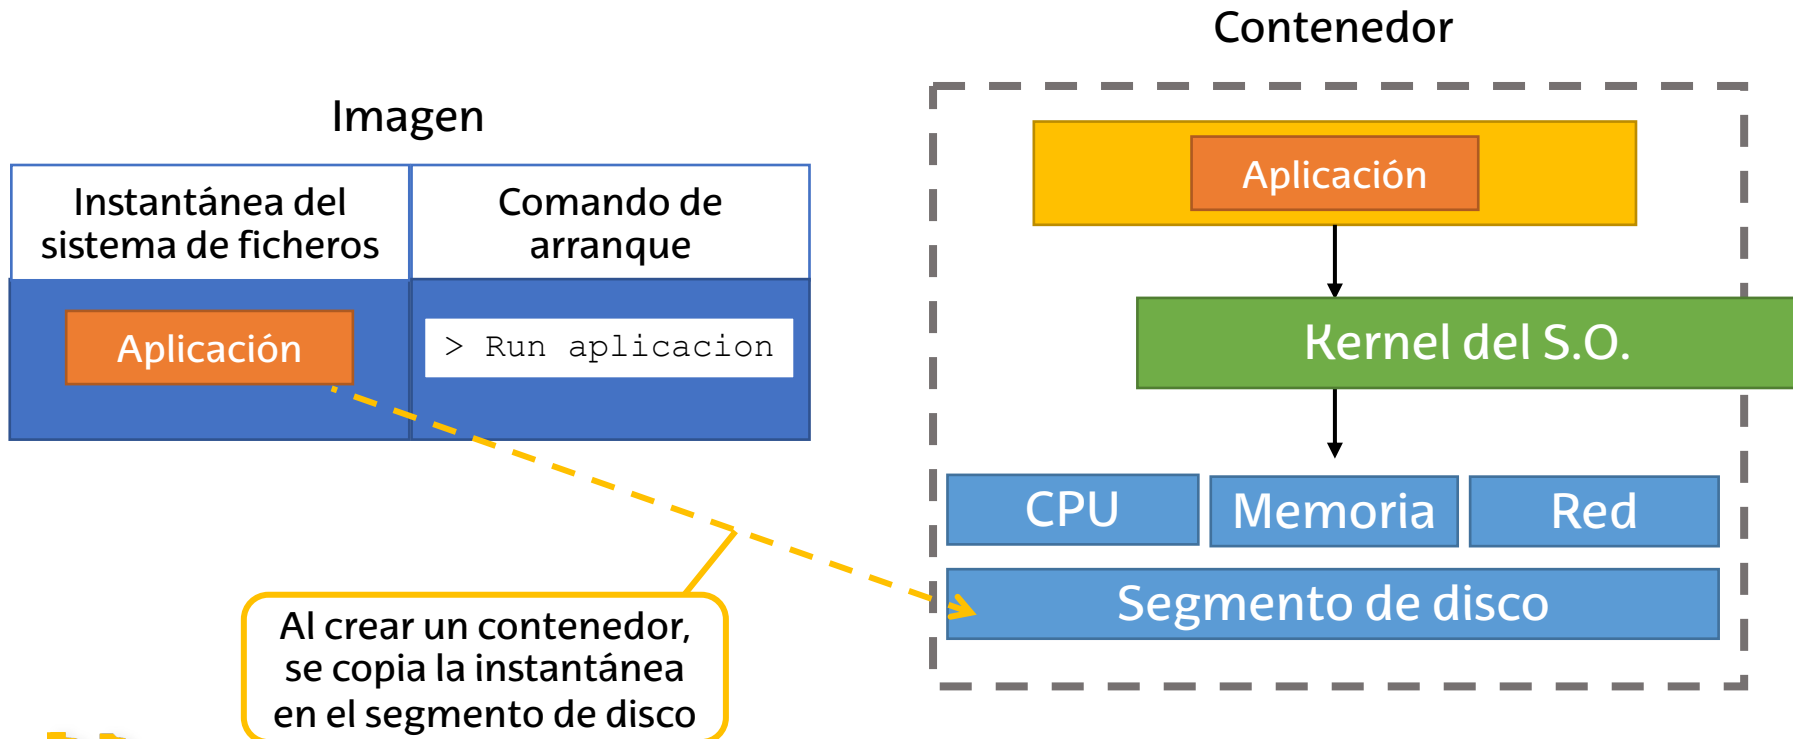 Contenedor
Imagen
Instantánea del
sistema de ficheros
Comando de
arranque
Aplicación
> Run aplicacion
Aplicación
Kernel del S.O.
CPU
Memoria
Red
Segmento de disco
Al crear un contenedor,
se copia la instantánea
en el segmento de disco